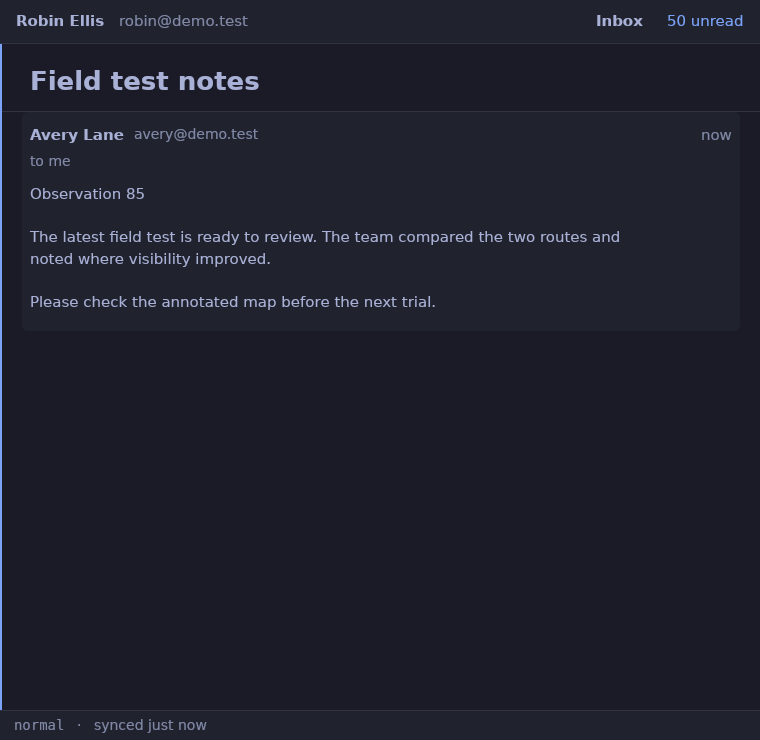 Robin Ellis robin@demo.test Inbox 50 unread
Field test notes
Avery Lane avery@demo.test now
to me
Observation 85
The latest field test is ready to review. The team compared the two routes and
noted where visibility improved.
Please check the annotated map before the next trial.
normal · synced just now